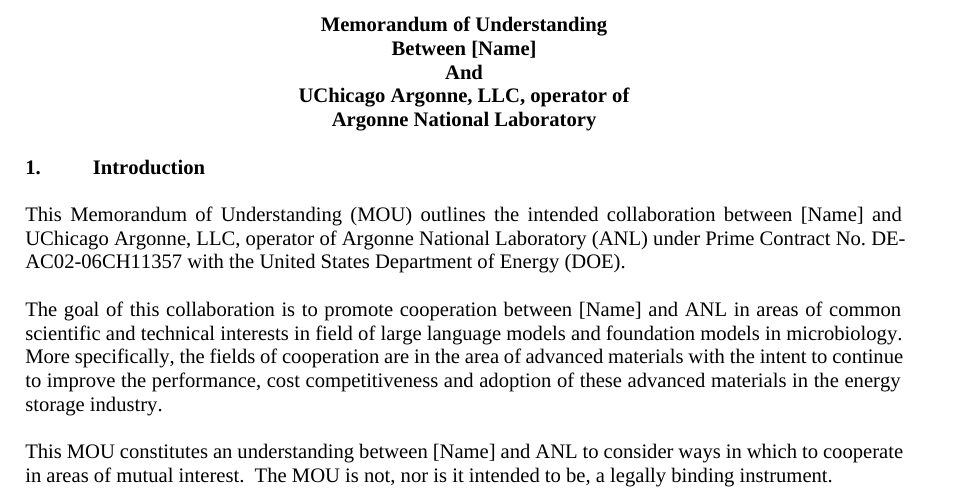 Memorandum of Understanding
Between [Name]
And
UChicago Argonne, LLC, operator of
Argonne National Laboratory
1. Introduction
This Memorandum of Understanding (MOU) outlines the intended collaboration between [Name] and
UChicago Argonne, LLC, operator of Argonne National Laboratory (ANL) under Prime Contract No. DE-
AC02-06CH11357 with the United States Department of Energy (DOE).
The goal of this collaboration is to promote cooperation between [Name] and ANL in areas of common
scientific and technical interests in field of large language models and foundation models in microbiology.
More specifically, the fields of cooperation are in the area of advanced materials with the intent to continue
to improve the performance, cost competitiveness and adoption of these advanced materials in the energy
storage industry.
This MOU constitutes an understanding between [Name] and ANL to consider ways in which to cooperate
in areas of mutual interest.  The MOU is not, nor is it intended to be, a legally binding instrument.